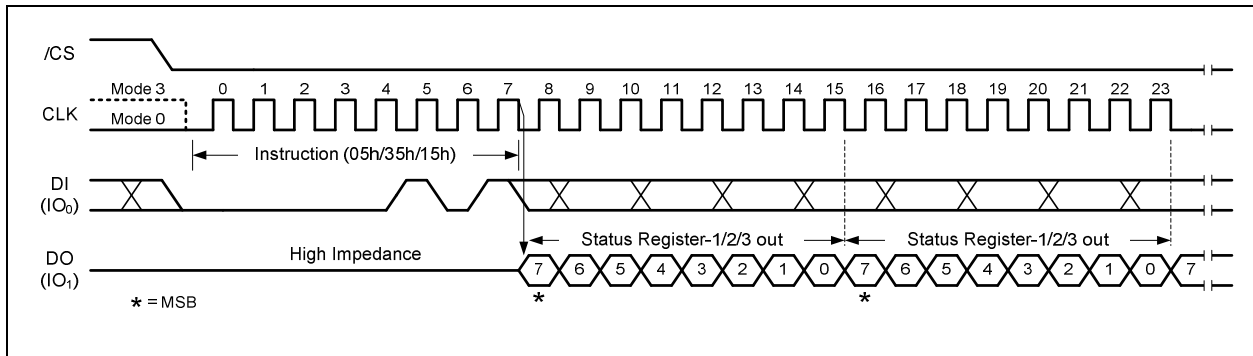 /CS
Mode 3 0 1 2 3 4 5 6 7 8 9 10 11 12 13 14 15 16 17 18 19 20 21 22 23
CLK
Mode 0
Instruction (05h/35h/15h)
DI
(IO₀)
Status Register-1/2/3 out Status Register-1/2/3 out
High Impedance
DO
(IO₁)
7 6 5 4 3 2 1 0 7 6 5 4 3 2 1 0 7
* *
* = MSB